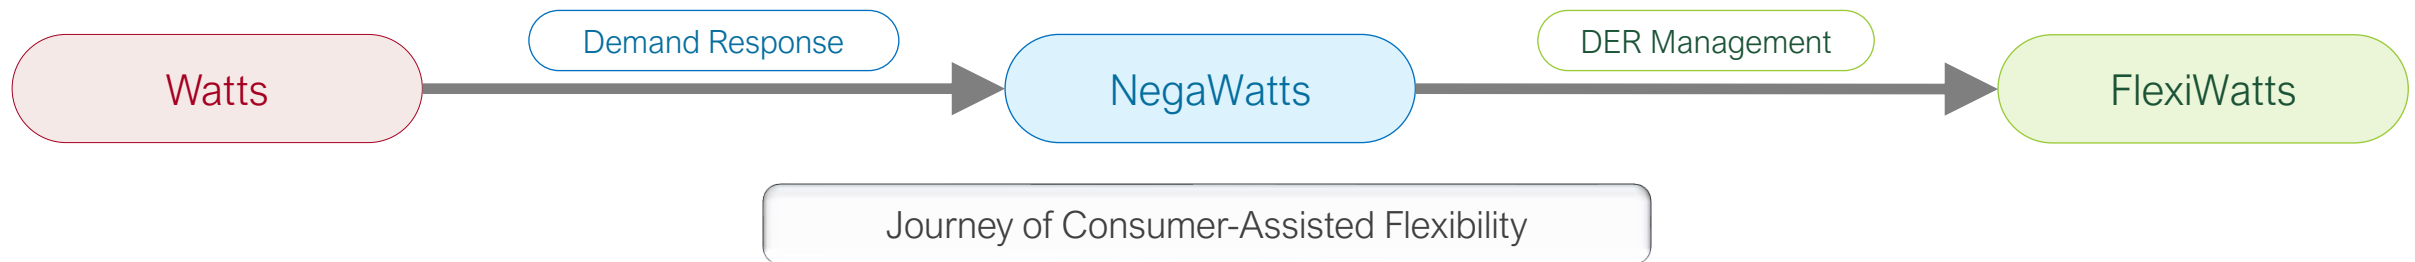 Demand Response
DER Management
Watts
NegaWatts
FlexiWatts
Journey of Consumer-Assisted Flexibility